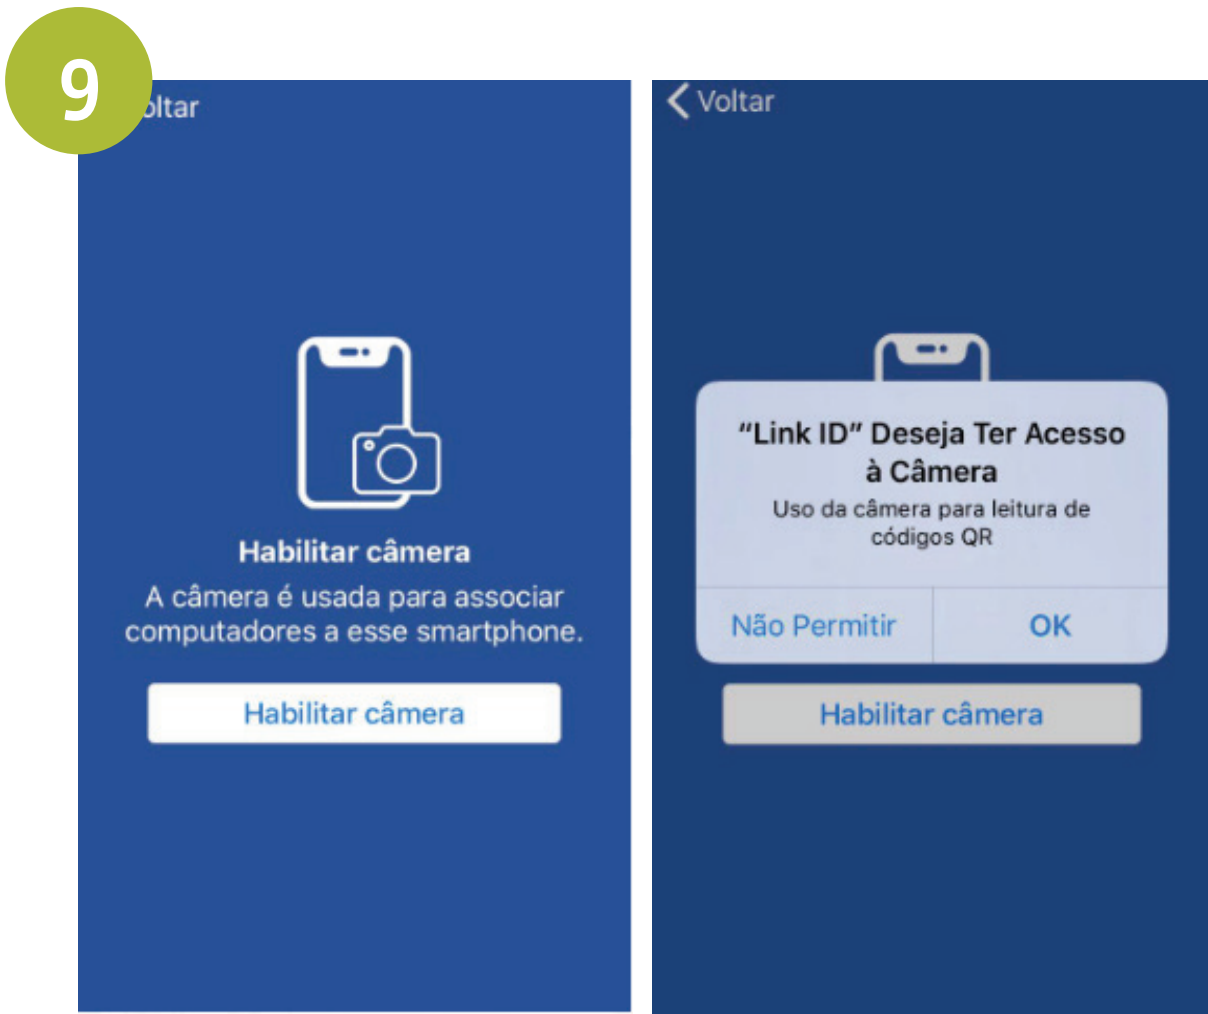 9
oltar
Habilitar câmera
A câmera é usada para associar
computadores a esse smartphone.
Habilitar câmera
Voltar
“Link ID” Deseja Ter Acesso
à Câmera
Uso da câmera para leitura de
códigos QR
Não Permitir
OK
Habilitar câmera